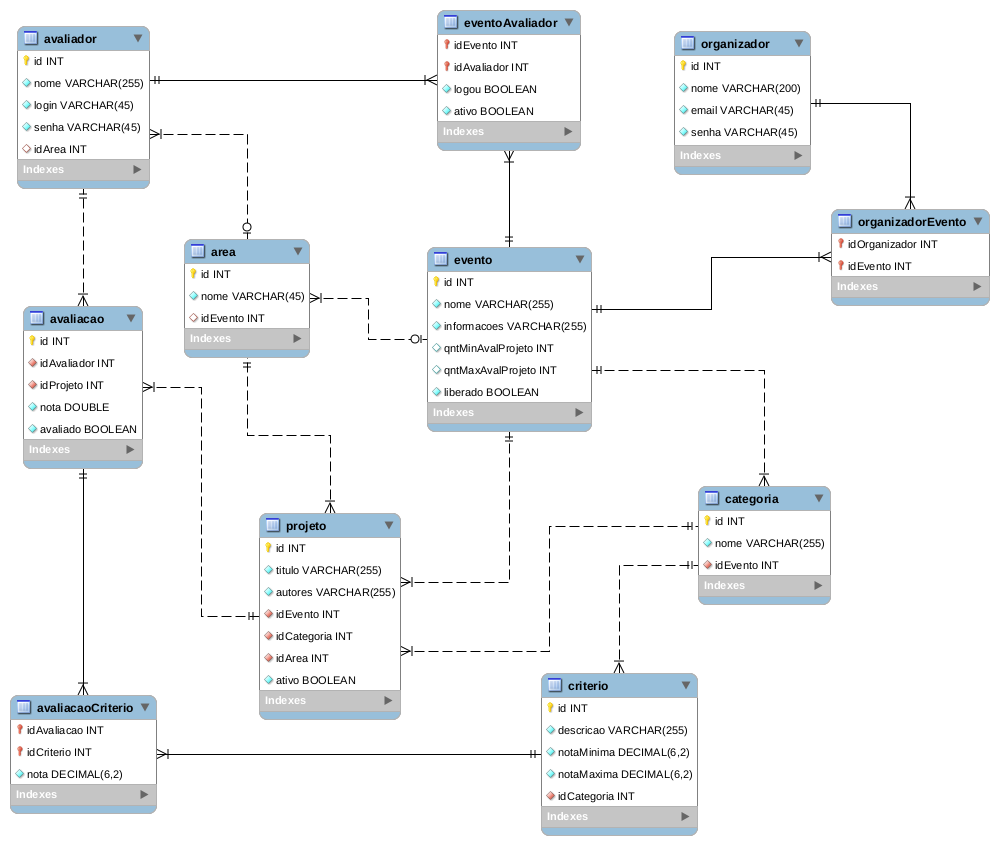 avaliador
id INT
nome VARCHAR(255)
login VARCHAR(45)
senha VARCHAR(45)
idArea INT
Indexes
eventoAvaliador
idEvento INT
idAvaliador INT
logou BOOLEAN
ativo BOOLEAN
Indexes
organizador
id INT
nome VARCHAR(200)
email VARCHAR(45)
senha VARCHAR(45)
Indexes
organizadorEvento
idOrganizador INT
idEvento INT
Indexes
area
id INT
nome VARCHAR(45)
idEvento INT
Indexes
evento
id INT
nome VARCHAR(255)
informacoes VARCHAR(255)
qntMinAvalProjeto INT
qntMaxAvalProjeto INT
liberado BOOLEAN
Indexes
avaliacao
id INT
idAvaliador INT
idProjeto INT
nota DOUBLE
avaliado BOOLEAN
Indexes
categoria
id INT
nome VARCHAR(255)
idEvento INT
Indexes
projeto
id INT
titulo VARCHAR(255)
autores VARCHAR(255)
idEvento INT
idCategoria INT
idArea INT
ativo BOOLEAN
Indexes
criterio
id INT
descricao VARCHAR(255)
notaMinima DECIMAL(6,2)
notaMaxima DECIMAL(6,2)
idCategoria INT
Indexes
avaliacaoCriterio
idAvaliacao INT
idCriterio INT
nota DECIMAL(6,2)
Indexes